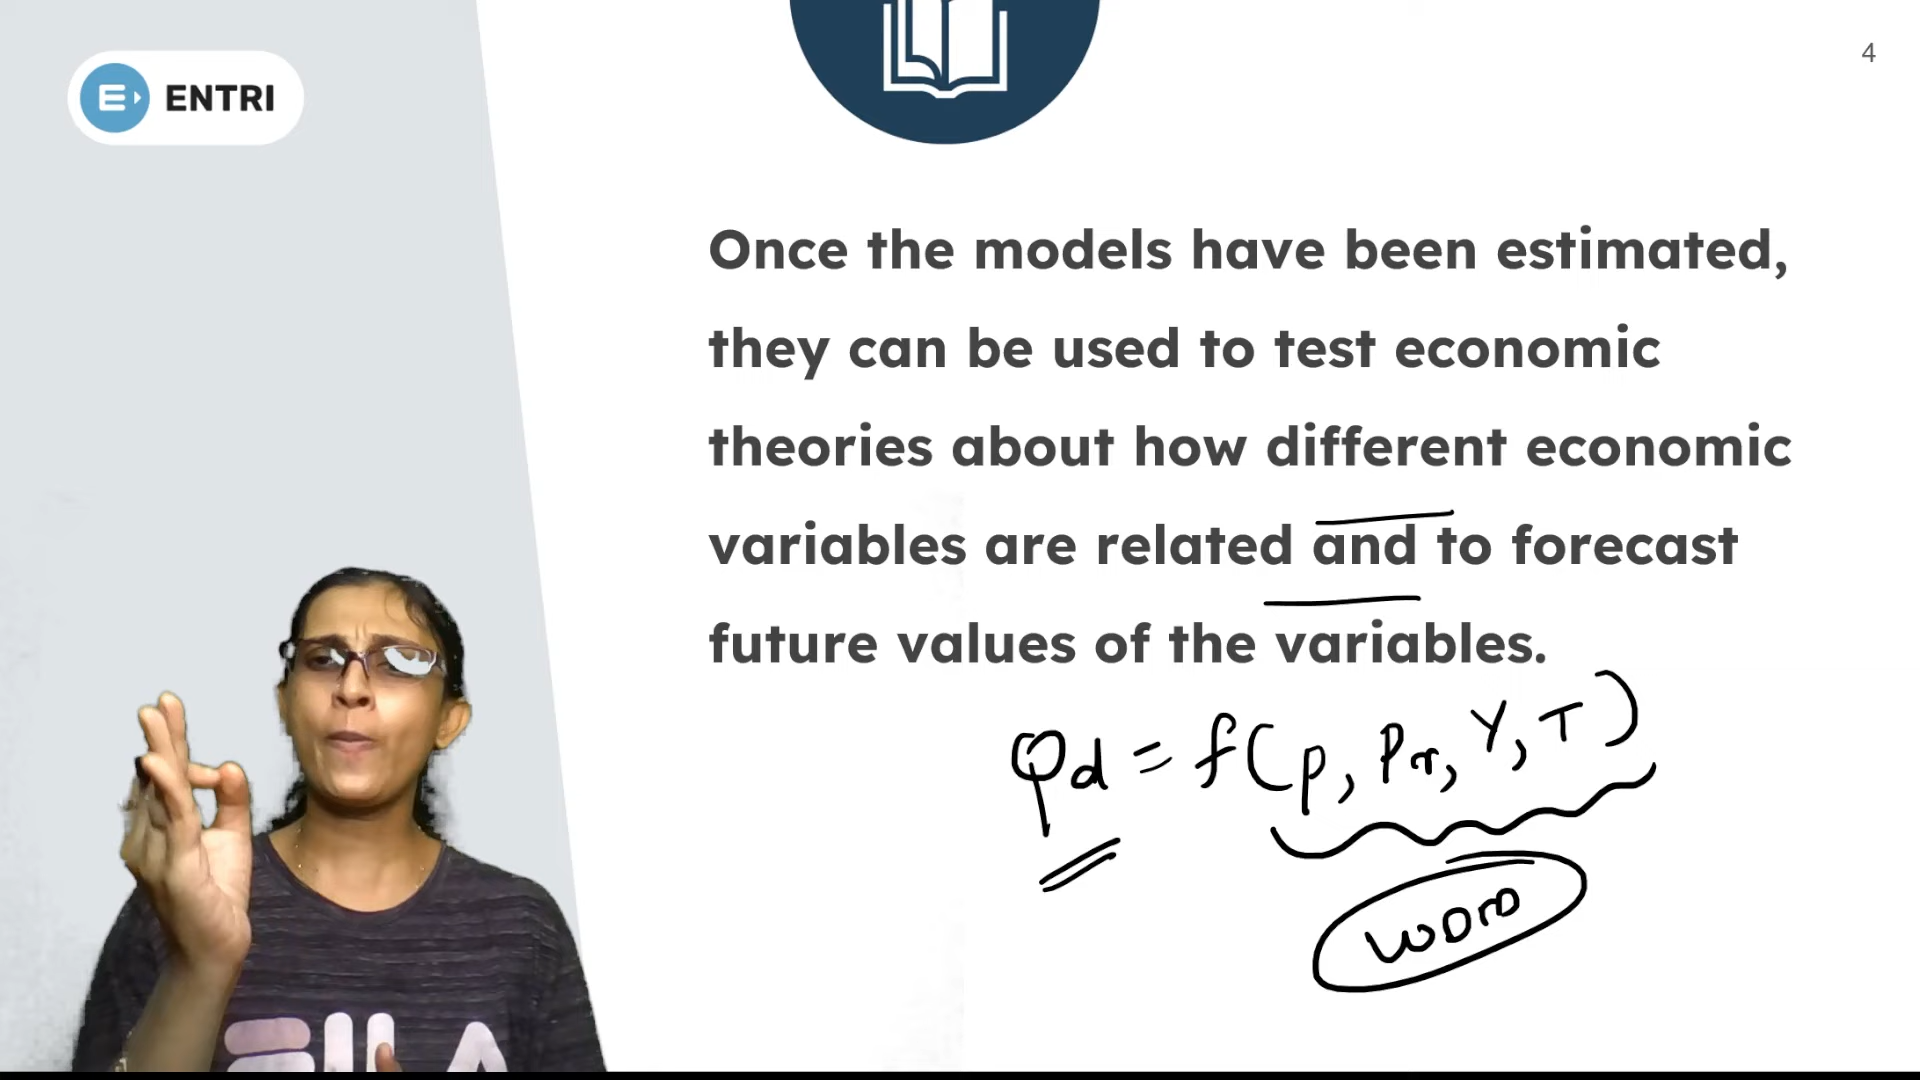 ENTRI
4
Once the models have been estimated,
they can be used to test economic
theories about how different economic
variables are related and to forecast
future values of the variables.
Qd = f(P, Pr, Y, T)
FILA